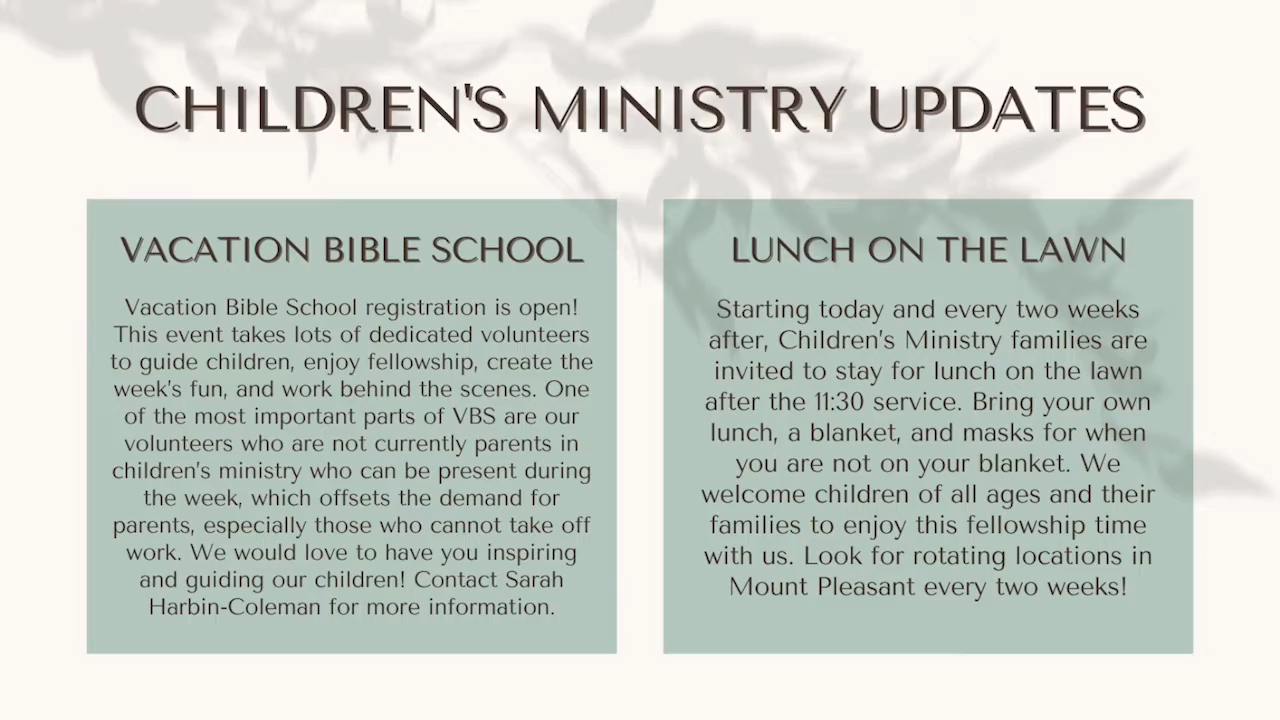 CHILDREN'S MINISTRY UPDATES
VACATION BIBLE SCHOOL
Vacation Bible School registration is open!
This event takes lots of dedicated volunteers
to guide children, enjoy fellowship, create the
week's fun, and work behind the scenes. One
of the most important parts of VBS are our
volunteers who are not currently parents in
children's ministry who can be present during
the week, which offsets the demand for
parents, especially those who cannot take off
work. We would love to have you inspiring
and guiding our children! Contact Sarah
Harbin-Coleman for more information.
LUNCH ON THE LAWN
Starting today and every two weeks
after, Children's Ministry families are
invited to stay for lunch on the lawn
after the 11:30 service. Bring your own
lunch, a blanket, and masks for when
you are not on your blanket. We
welcome children of all ages and their
families to enjoy this fellowship time
with us. Look for rotating locations in
Mount Pleasant every two weeks!